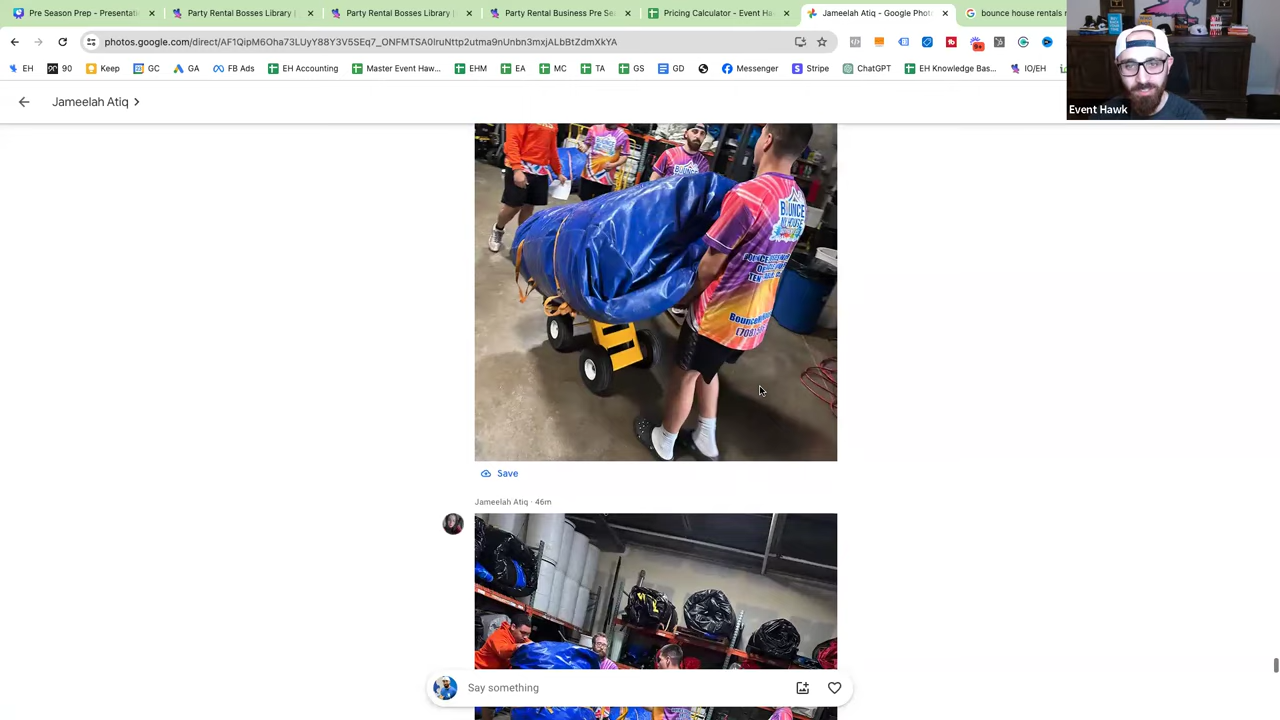 Pre Season Prep - Presentati
Party Rental Bosses Library |
Party Rental Bosses Library |
Party Rental Business Pre Se
Pricing Calculator - Event Ha
Jameelah Atiq - Google Phot
bounce house rentals
photos.google.com/direct/AF1QipM6Oha73LUyY88Y3i6SEq7_ONFMTSAOlruNttp2utma9nUnbn3mxjALbBtZdmXkYA
EH
90
Keep
GC
GA
FB Ads
EH Accounting
Master Event Haw...
EHM
EA
MC
TA
GS
GD
Messenger
Stripe
ChatGPT
EH Knowledge Bas...
IO/EH
Jameelah Atiq
Event Hawk
BOUNCE
Save
Jameelah Atiq · 46m
Say something